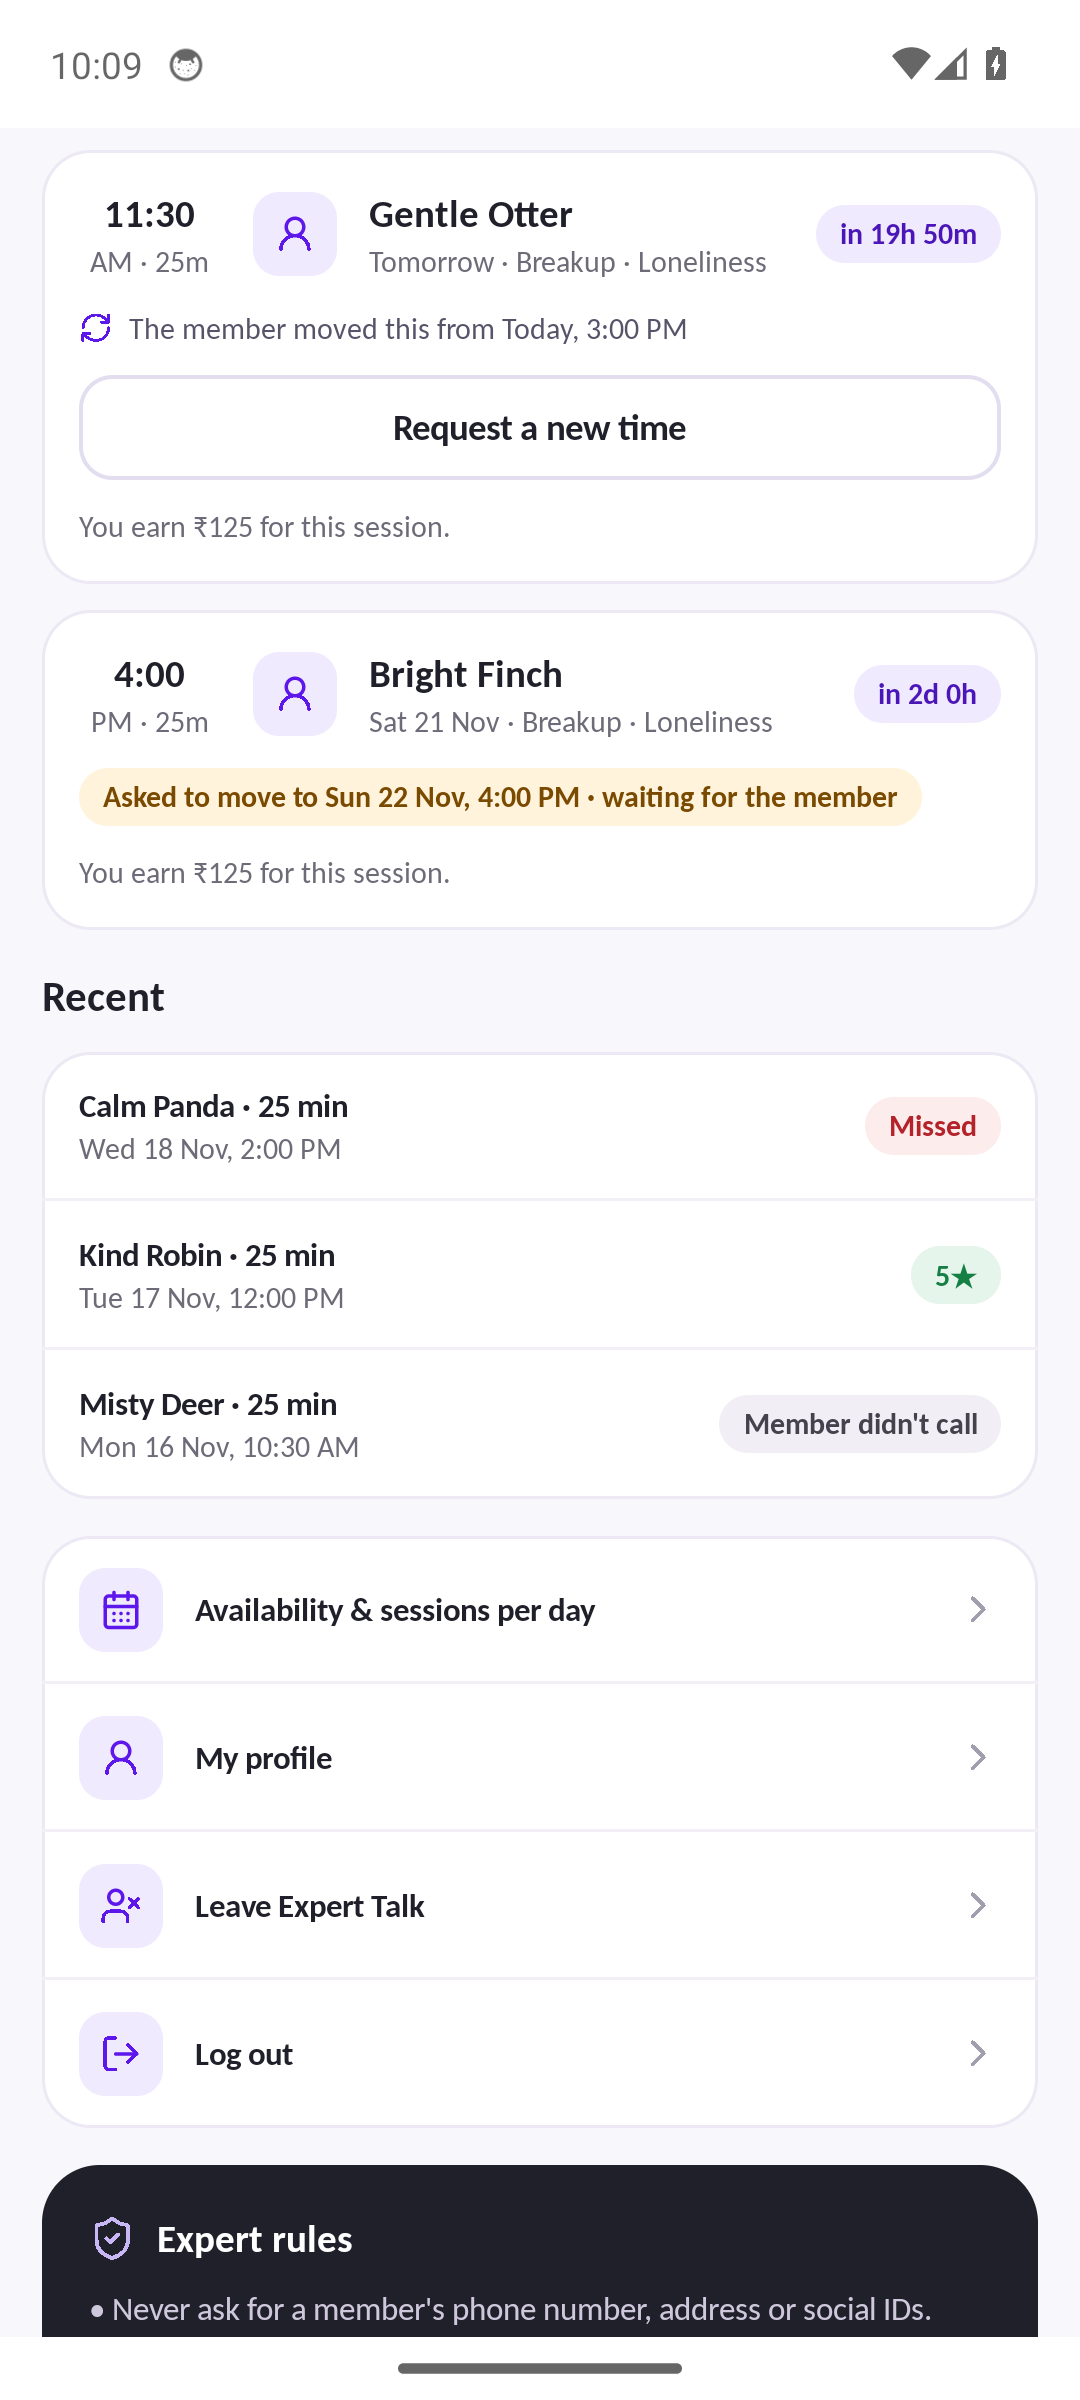 10:09
11:30
AM · 25m
Gentle Otter
Tomorrow · Breakup · Loneliness
in 19h 50m
The member moved this from Today, 3:00 PM
Request a new time
You earn ₹125 for this session.
4:00
PM · 25m
Bright Finch
Sat 21 Nov · Breakup · Loneliness
in 2d 0h
Asked to move to Sun 22 Nov, 4:00 PM · waiting for the member
You earn ₹125 for this session.
Recent
Calm Panda · 25 min
Wed 18 Nov, 2:00 PM
Missed
Kind Robin · 25 min
Tue 17 Nov, 12:00 PM
5★
Misty Deer · 25 min
Mon 16 Nov, 10:30 AM
Member didn't call
Availability & sessions per day
My profile
Leave Expert Talk
Log out
Expert rules
• Never ask for a member's phone number, address or social IDs.